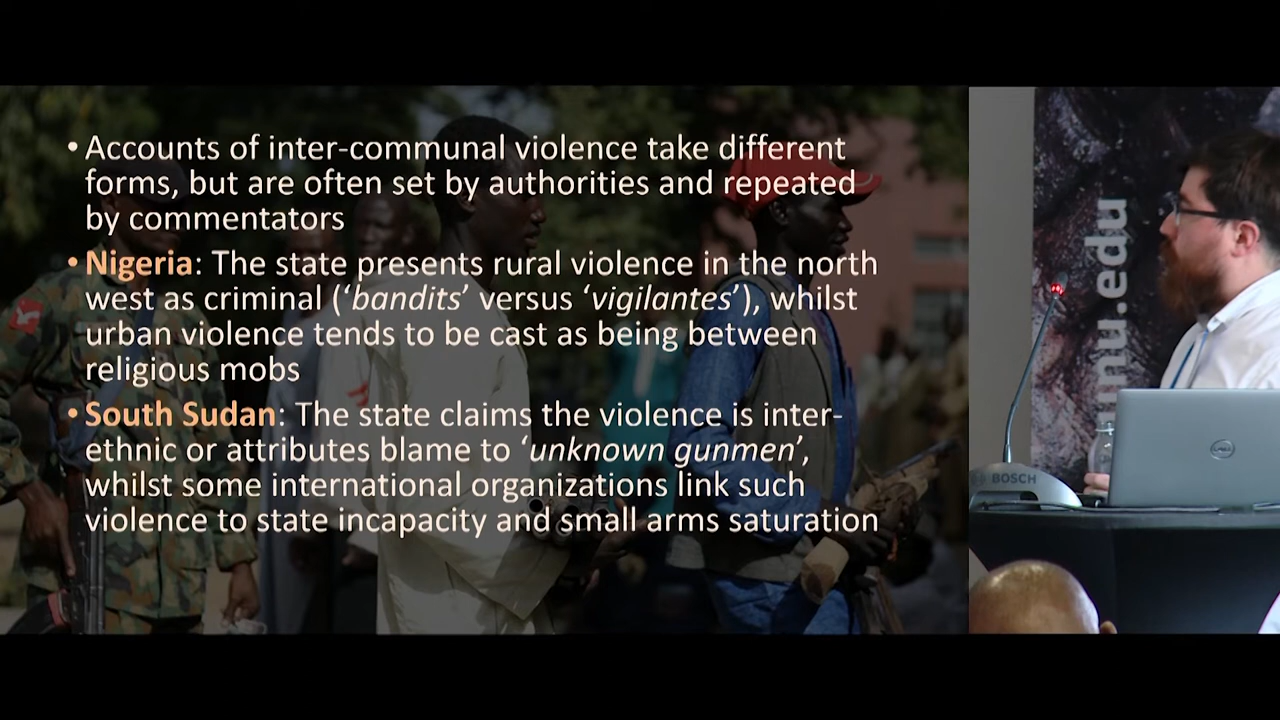 • Accounts of inter-communal violence take different
forms, but are often set by authorities and repeated
by commentators
• Nigeria: The state presents rural violence in the north
west as criminal (‘bandits’ versus ‘vigilantes’), whilst
urban violence tends to be cast as being between
religious mobs
• South Sudan: The state claims the violence is inter-
ethnic or attributes blame to ‘unknown gunmen’,
whilst some international organizations link such
violence to state incapacity and small arms saturation
.edu
DELL
BOSCH